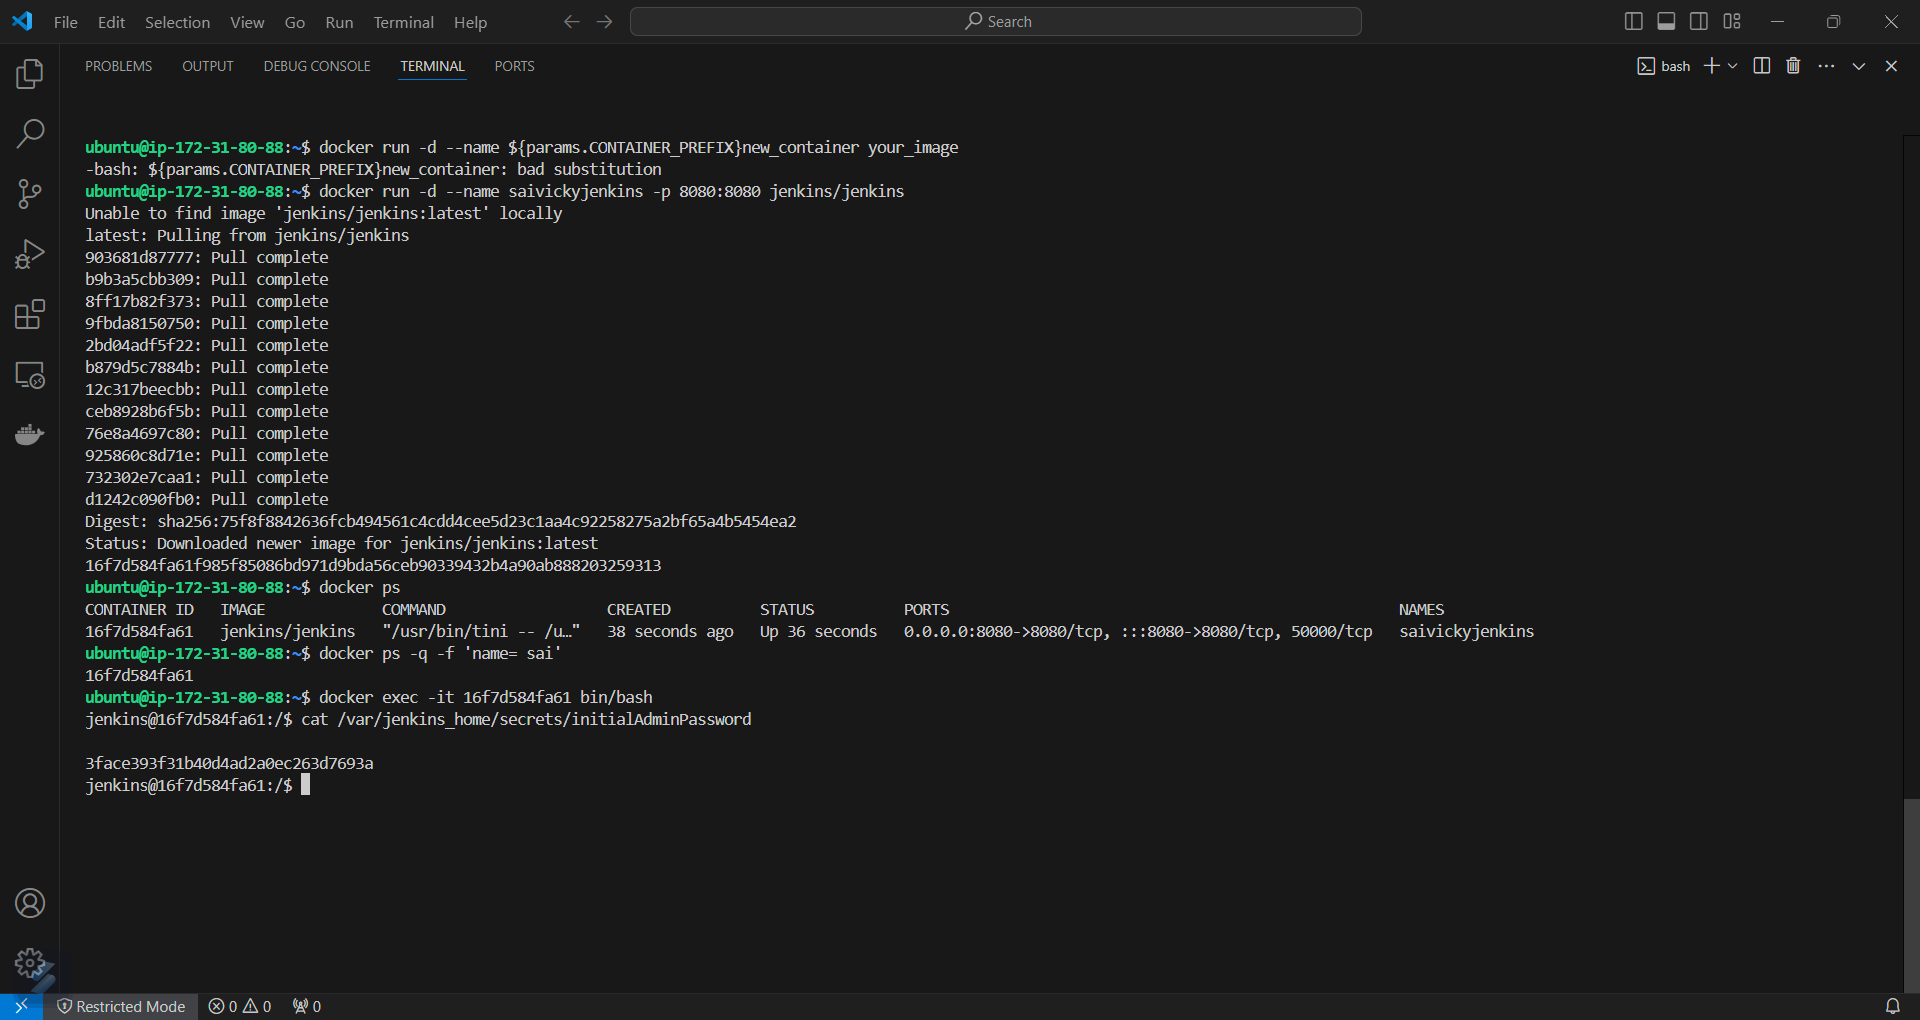 File Edit Selection View Go Run Terminal Help Search
PROBLEMS OUTPUT DEBUG CONSOLE TERMINAL PORTS bash
ubuntu@ip-172-31-80-88:~$ docker run -d --name ${params.CONTAINER_PREFIX}new_container your_image
-bash: ${params.CONTAINER_PREFIX}new_container: bad substitution
ubuntu@ip-172-31-80-88:~$ docker run -d --name saivickyjenkins -p 8080:8080 jenkins/jenkins
Unable to find image 'jenkins/jenkins:latest' locally
latest: Pulling from jenkins/jenkins
903681d87777: Pull complete
b9b3a5cbb309: Pull complete
8ff17b82f373: Pull complete
9fbda8150750: Pull complete
2bd04adf5f22: Pull complete
b879d5c7884b: Pull complete
12c317beecbb: Pull complete
ceb8928b6f5b: Pull complete
76e8a4697c80: Pull complete
925860c8d71e: Pull complete
732302e7caa1: Pull complete
d1242c090fb0: Pull complete
Digest: sha256:75f8f8842636fcb494561c4cdd4cee5d23c1aa4c92258275a2bf65a4b5454ea2
Status: Downloaded newer image for jenkins/jenkins:latest
16f7d584fa61f985f85086bd971d9bda56ceb90339432b4a90ab888203259313
ubuntu@ip-172-31-80-88:~$ docker ps
CONTAINER ID IMAGE COMMAND CREATED STATUS PORTS NAMES
16f7d584fa61 jenkins/jenkins "/usr/bin/tini -- /u…" 38 seconds ago Up 36 seconds 0.0.0.0:8080->8080/tcp, :::8080->8080/tcp, 50000/tcp saivickyjenkins
ubuntu@ip-172-31-80-88:~$ docker ps -q -f 'name= sai'
16f7d584fa61
ubuntu@ip-172-31-80-88:~$ docker exec -it 16f7d584fa61 bin/bash
jenkins@16f7d584fa61:/$ cat /var/jenkins_home/secrets/initialAdminPassword
3face393f31b40d4ad2a0ec263d7693a
jenkins@16f7d584fa61:/$
Restricted Mode 0 0 0